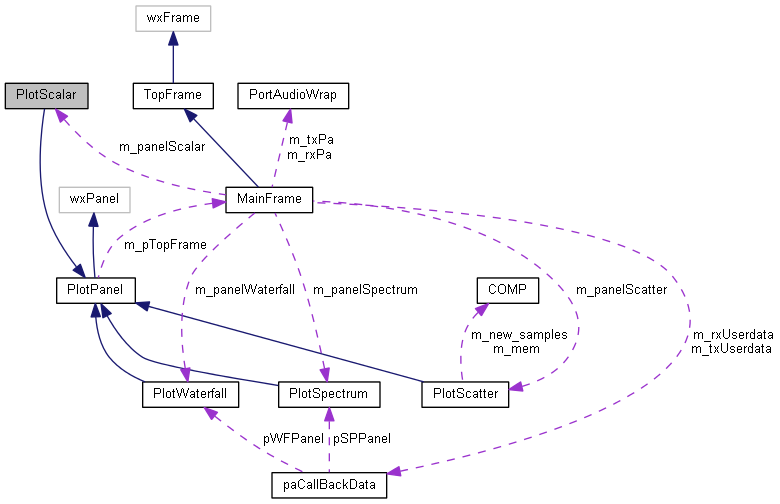 wxFrame
PlotScalar
TopFrame
PortAudioWrap
m_panelScalar
m_txPa
m_rxPa
wxPanel
MainFrame
m_pTopFrame
PlotPanel
m_panelWaterfall
m_panelSpectrum
COMP
m_panelScatter
m_new_samples
m_mem
m_rxUserdata
m_txUserdata
PlotWaterfall
PlotSpectrum
PlotScatter
pWFPanel
pSPPanel
paCallBackData